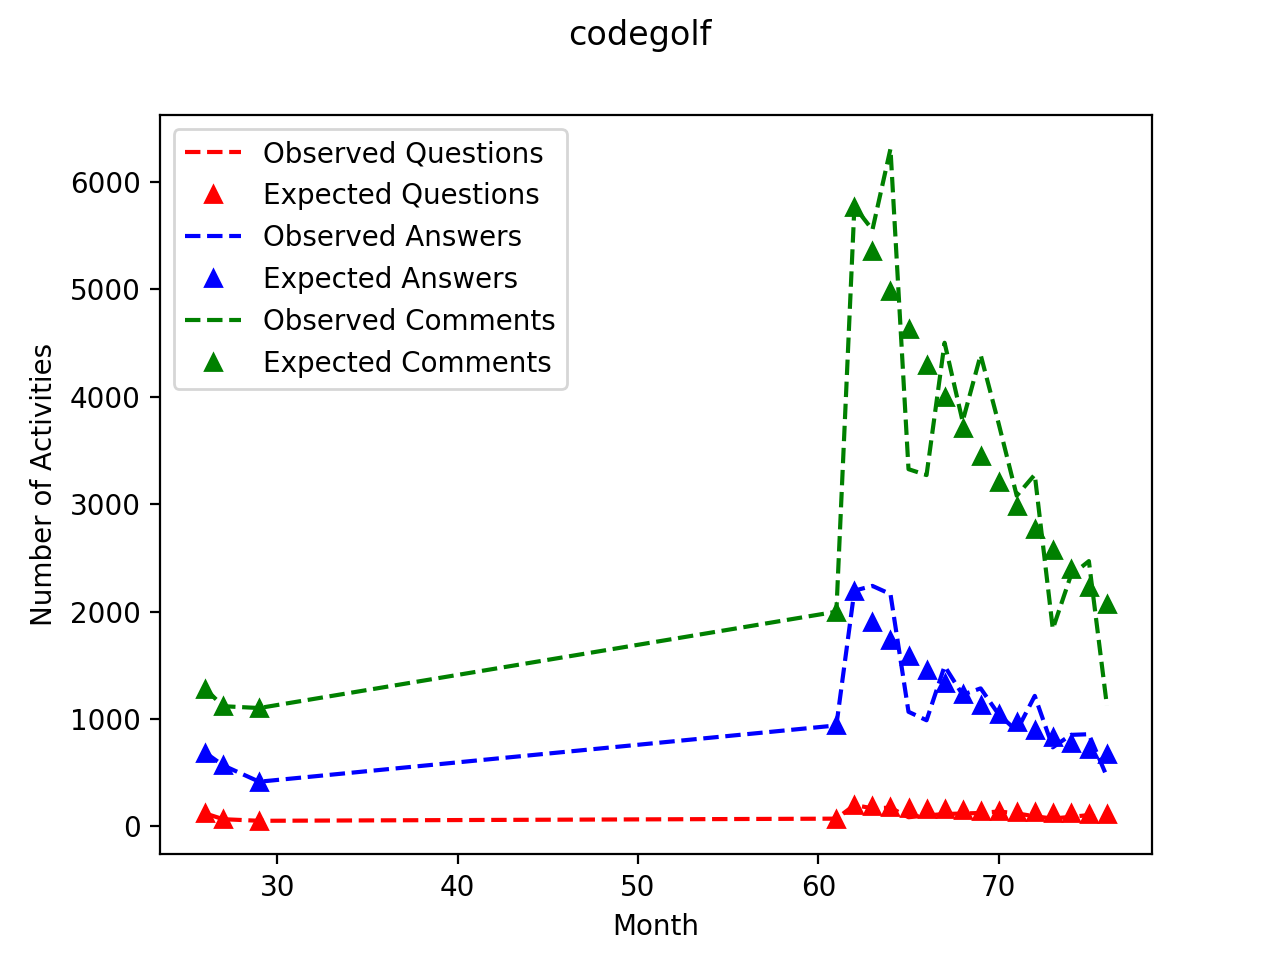 codegolf
Observed Questions
Expected Questions
Observed Answers
Expected Answers
Observed Comments
Expected Comments
6000
5000
4000
3000
2000
1000
0
Number of Activities
30 40 50 60 70
Month